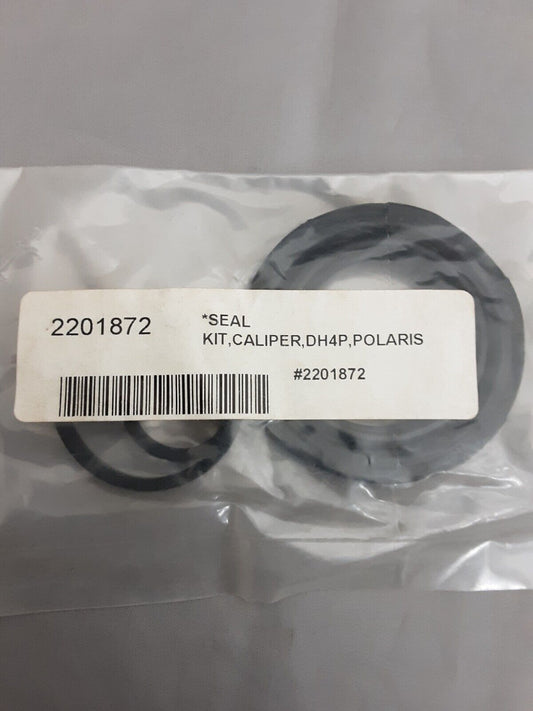 2201872
*SEAL
KIT,CALIPER,DH4P,POLARIS
#2201872